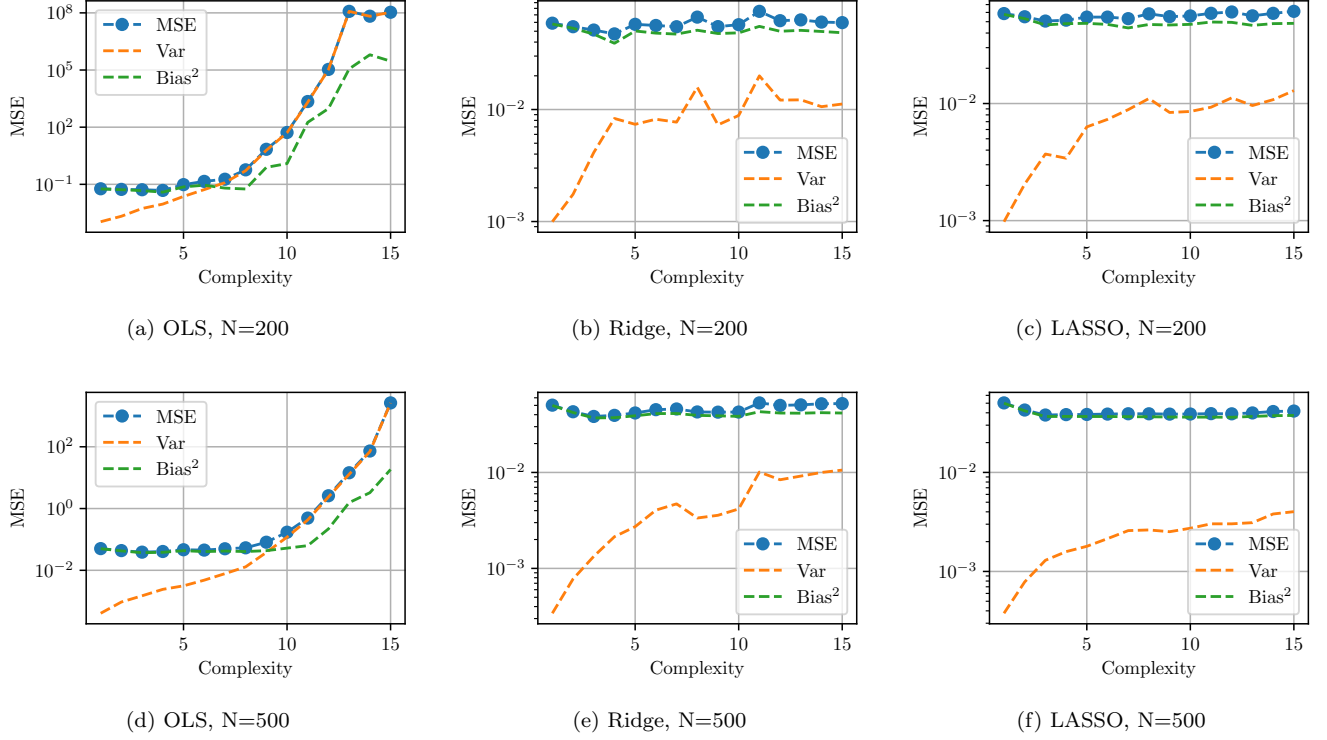 10^8
10^5
10^2
10^−1
MSE
MSE
Var
Bias^2
5
10
15
Complexity
(a) OLS, N=200
10^−2
10^−3
MSE
MSE
Var
Bias^2
5
10
15
Complexity
(b) Ridge, N=200
10^−2
10^−3
MSE
MSE
Var
Bias^2
5
10
15
Complexity
(c) LASSO, N=200
10^2
10^0
10^−2
MSE
MSE
Var
Bias^2
5
10
15
Complexity
(d) OLS, N=500
10^−2
10^−3
MSE
MSE
Var
Bias^2
5
10
15
Complexity
(e) Ridge, N=500
10^−2
10^−3
MSE
MSE
Var
Bias^2
5
10
15
Complexity
(f) LASSO, N=500